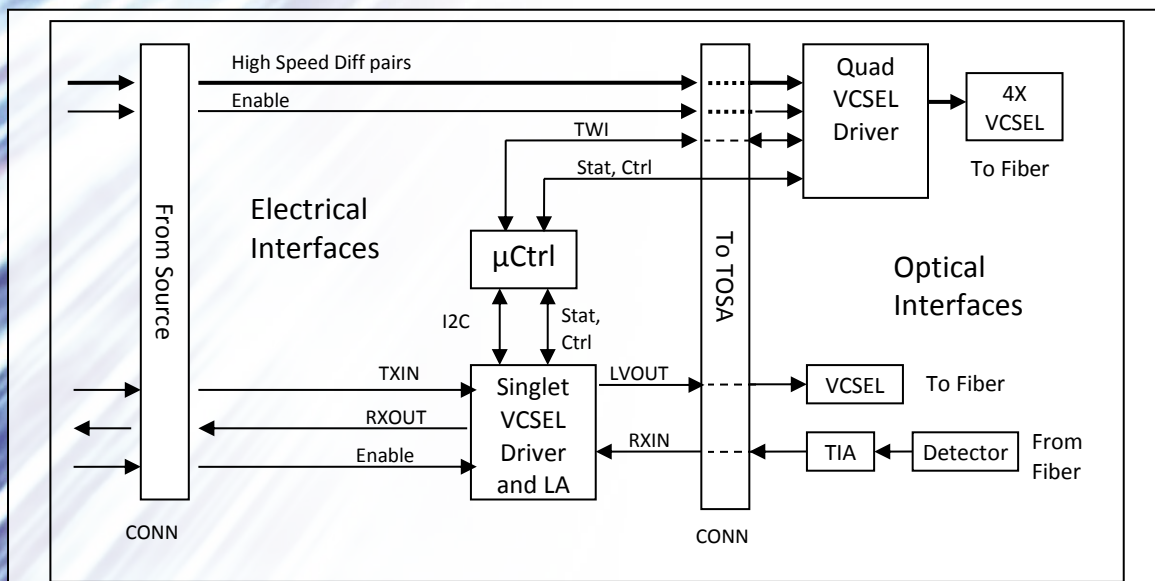 High Speed Diff pairs
Enable
TWI
Stat, Ctrl
Quad
VCSEL
Driver
4X
VCSEL
To Fiber
From Source
Electrical
Interfaces
µCtrl
To TOSA
Optical
Interfaces
I2C
Stat,
Ctrl
TXIN
RXOUT
Enable
Singlet
VCSEL
Driver
and LA
LVOUT
RXIN
VCSEL
To Fiber
TIA
Detector
From
Fiber
CONN
CONN